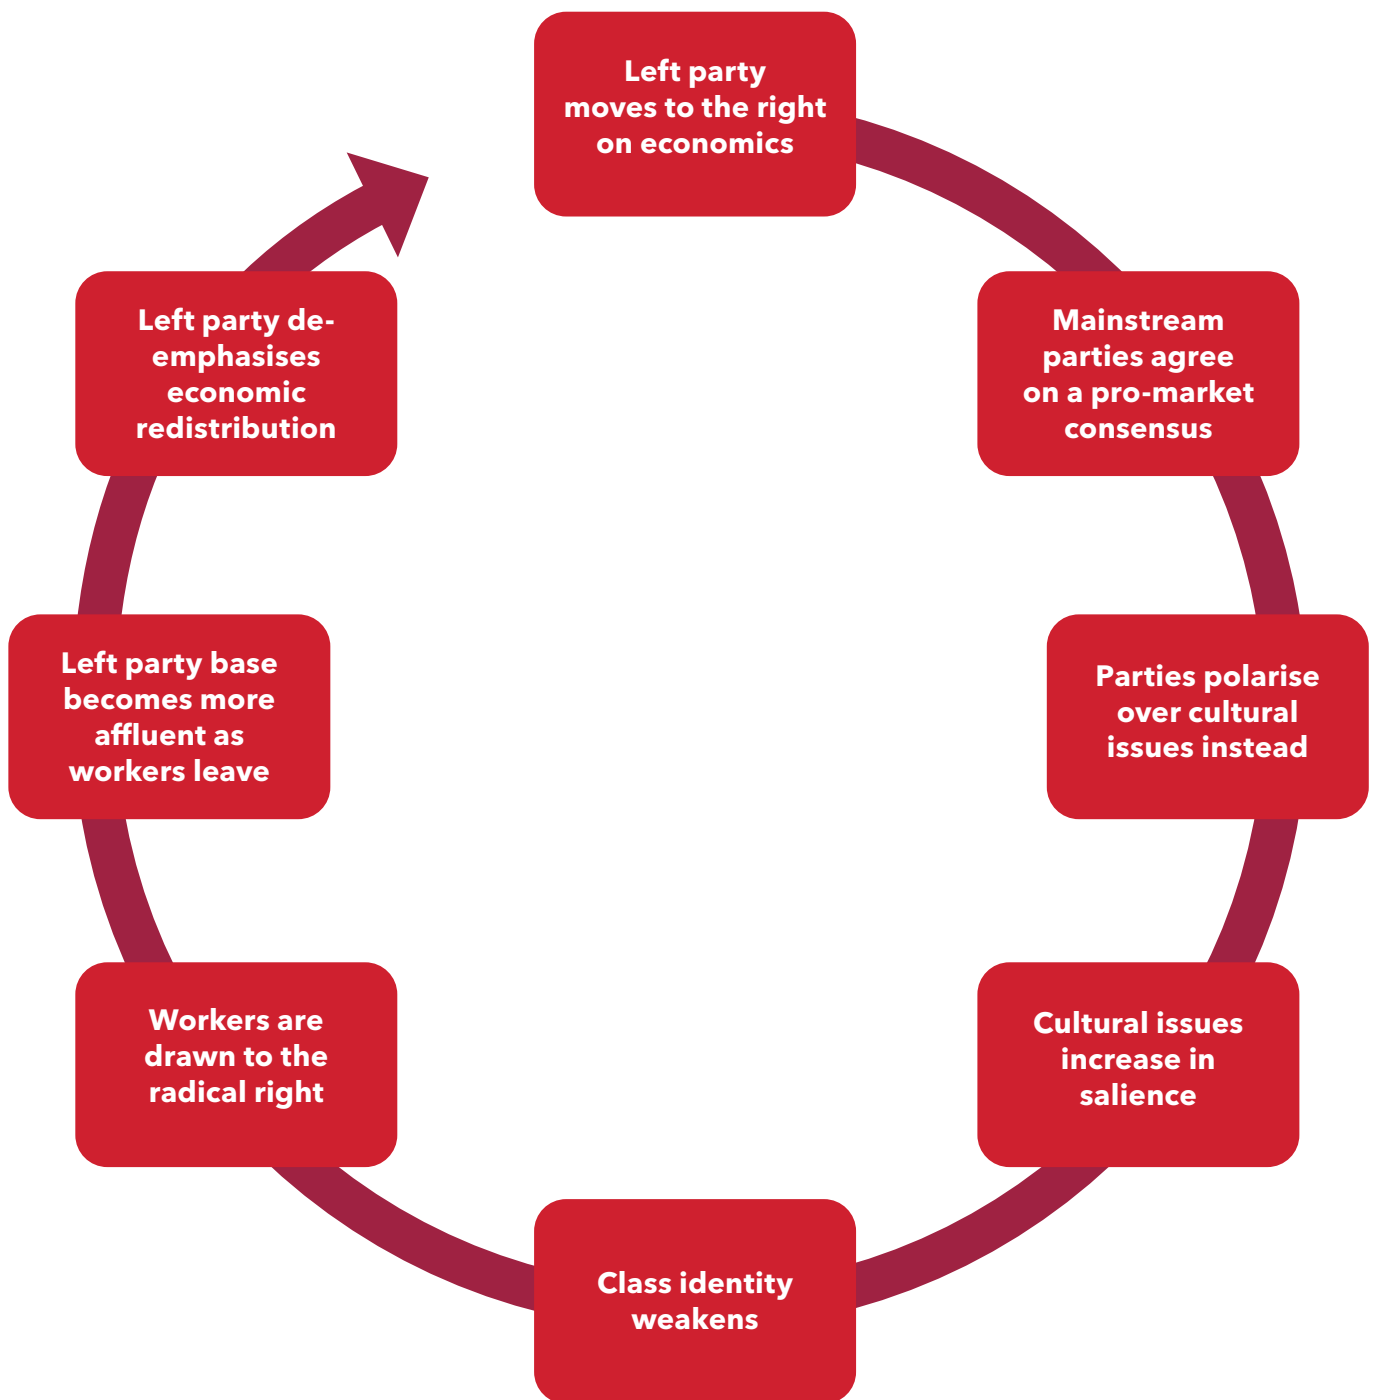 Left party
moves to the right
on economics
Mainstream
parties agree
on a pro-market
consensus
Parties polarise
over cultural
issues instead
Cultural issues
increase in
salience
Class identity
weakens
Workers are
drawn to the
radical right
Left party base
becomes more
affluent as
workers leave
Left party de-
emphasises
economic
redistribution